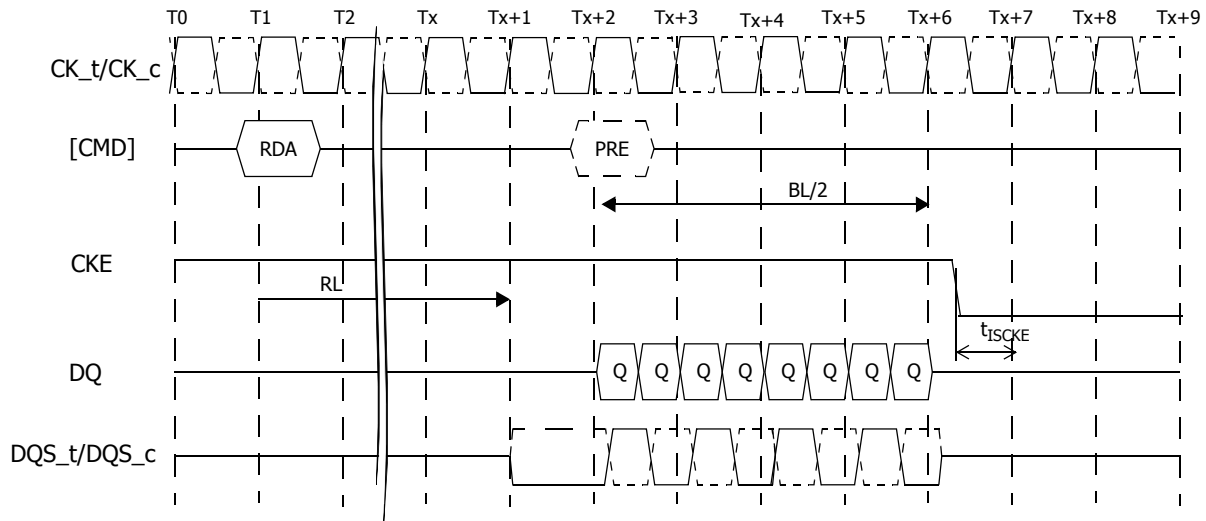 T0 T1 T2 Tx Tx+1 Tx+2 Tx+3 Tx+4 Tx+5 Tx+6 Tx+7 Tx+8 Tx+9
CK_t/CK_c
[CMD] RDA PRE
BL/2
CKE
RL
tISCKE
DQ Q Q Q Q Q Q Q Q
DQS_t/DQS_c